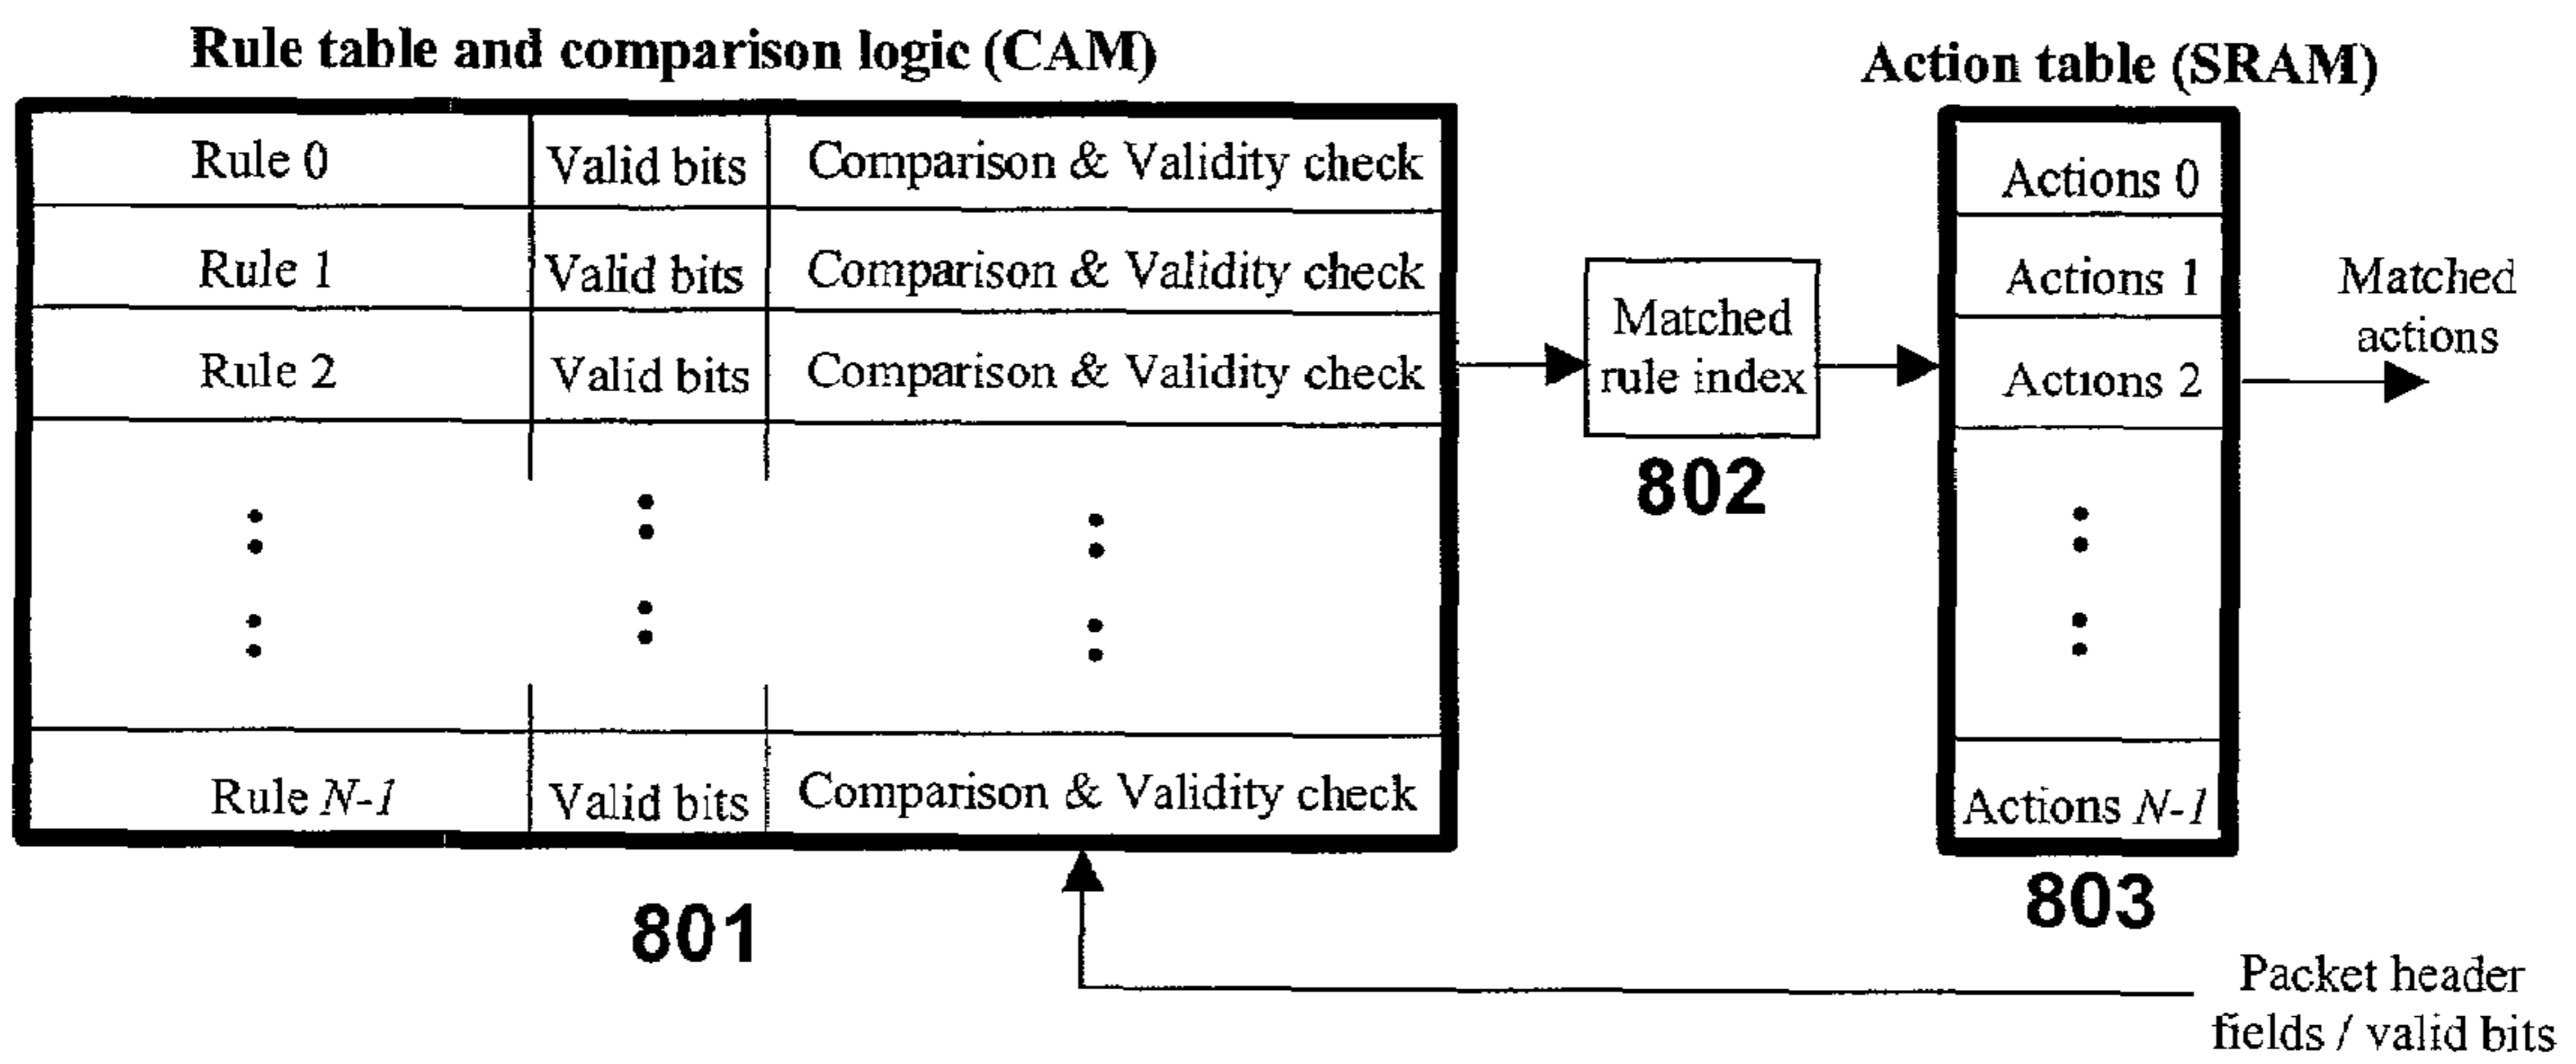 Rule table and comparison logic (CAM)
Action table (SRAM)
Rule 0 Valid bits Comparison & Validity check
Rule 1 Valid bits Comparison & Validity check
Rule 2 Valid bits Comparison & Validity check
Rule N-1 Valid bits Comparison & Validity check
801
Matched
rule index
802
Actions 0
Actions 1
Actions 2
Actions N-1
803
Matched
actions
Packet header
fields / valid bits